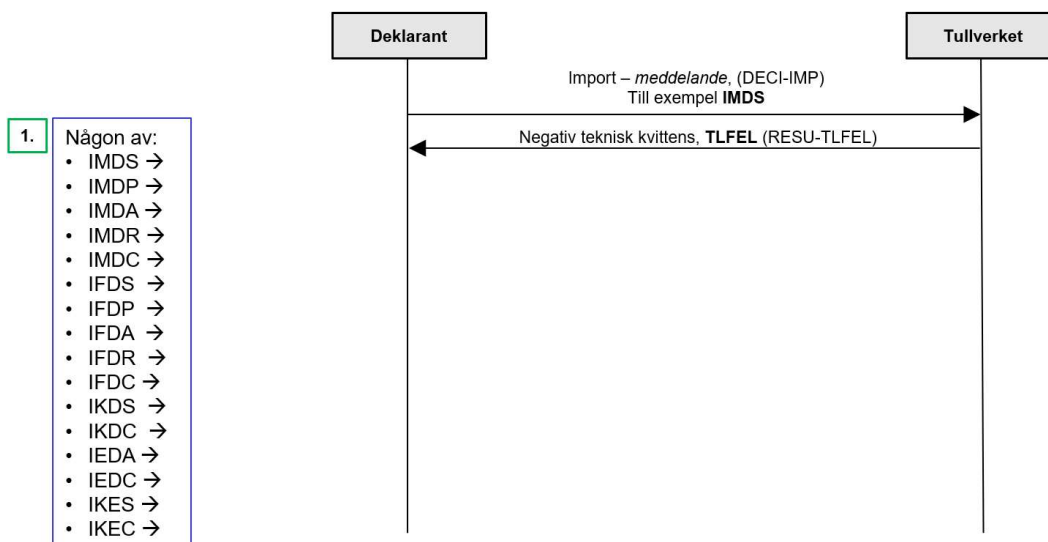 Deklarant
Tullverket
Import – meddelande, (DECI-IMP)
Till exempel IMDS
Negativ teknisk kvittens, TLFEL (RESU-TLFEL)
1.
Någon av:
• IMDS →
• IMDP →
• IMDA →
• IMDR →
• IMDC →
• IFDS →
• IFDP →
• IFDA →
• IFDR →
• IFDC →
• IKDS →
• IKDC →
• IEDA →
• IEDC →
• IKES →
• IKEC →